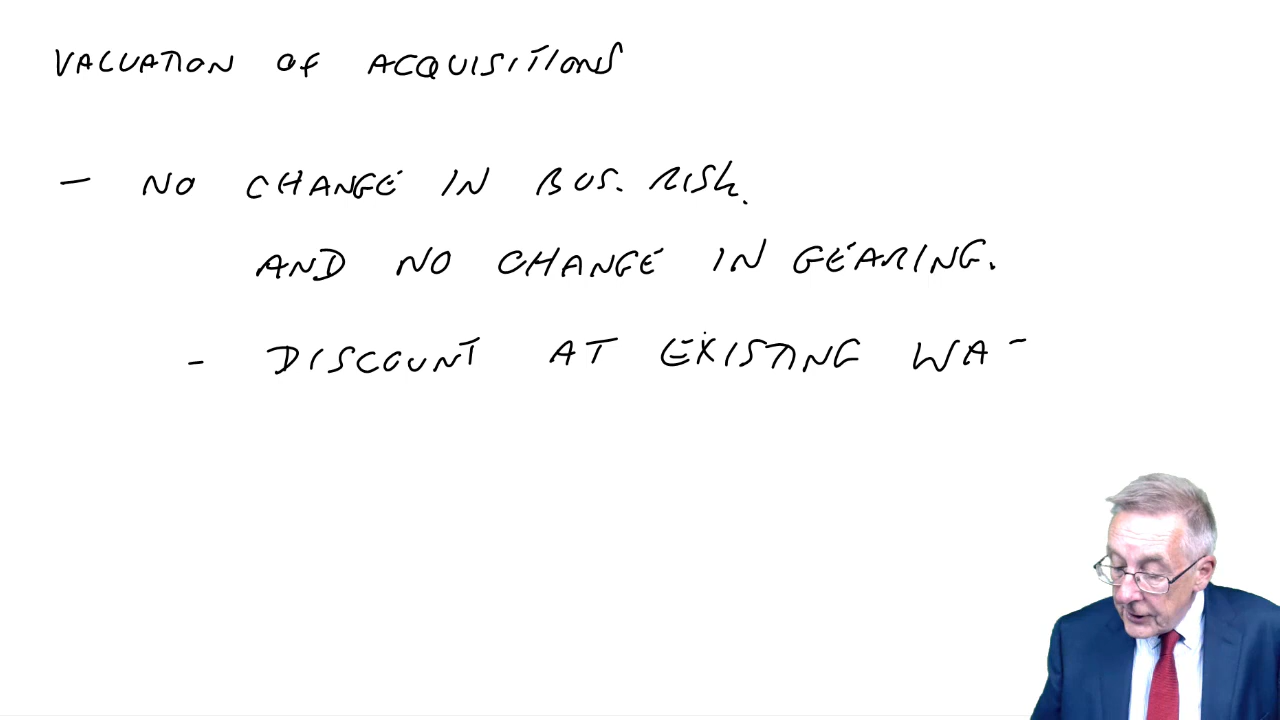 VALUATION OF ACQUISITIONS
- NO CHANGE IN BUS. RISK.
AND NO CHANGE IN GEARING.
- DISCOUNT AT EXISTING WA